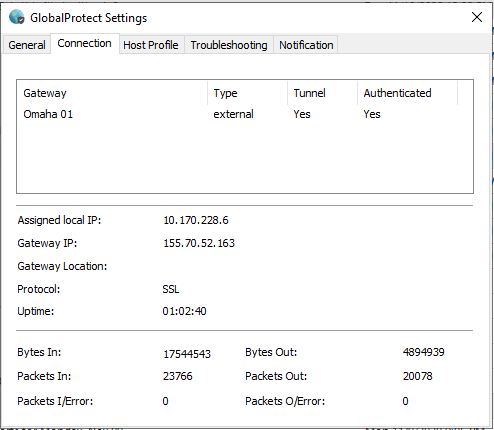 GlobalProtect Settings
General Connection Host Profile Troubleshooting Notification
Gateway Type Tunnel Authenticated
Omaha 01 external Yes Yes
Assigned local IP: 10.170.228.6
Gateway IP: 155.70.52.163
Gateway Location:
Protocol: SSL
Uptime: 01:02:40
Bytes In: 17544543 Bytes Out: 4894939
Packets In: 23766 Packets Out: 20078
Packets I/Error: 0 Packets O/Error: 0